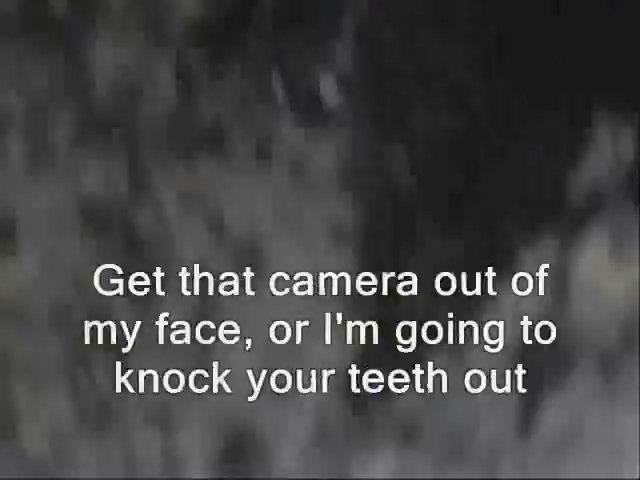 Get that camera out of
my face, or I'm going to
knock your teeth out